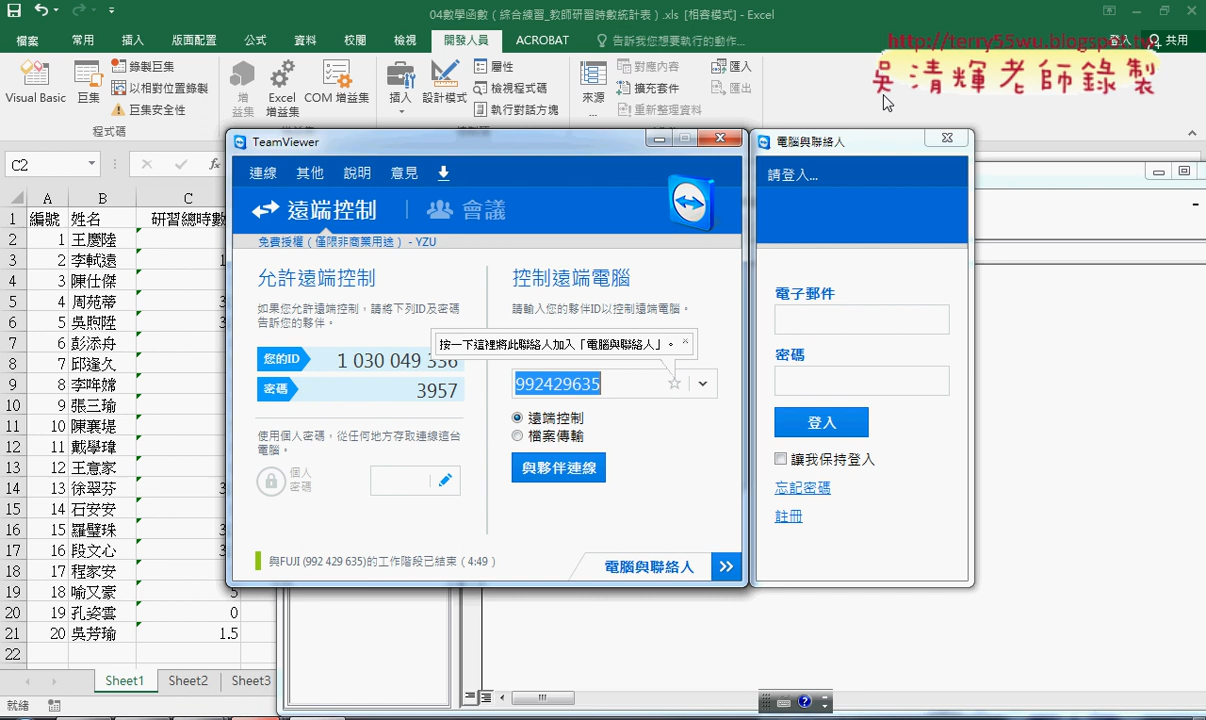 04數學函數（綜合練習_教師研習時數統計表）.xls [相容模式] - Excel
檔案 常用 插入 版面配置 公式 資料 校閱 檢視 開發人員 ACROBAT 告訴我您想要執行的動作... 登入 共用
http://terry55wu.blogspot.tw
吳清輝老師錄製
Visual Basic 巨集 錄製巨集 以相對位置錄製 巨集安全性
程式碼
增益集 Excel 增益集 COM 增益集
插入 設計模式 屬性 檢視程式碼 執行對話方塊
來源 對應內容 擴充套件 重新整理資料 匯入 匯出
C2 fx
A B C
1 編號 姓名 研習總時數
2 1 王慶陸
3 2 李軾遠 1
4 3 陳仕傑
5 4 周苑蒂 3
6 5 吳煦陞 3
7 6 彭添舟
8 7 邱逢久
9 8 李哖嫦
10 9 張三瑜
11 10 陳襄瑅
12 11 戴學瑋
13 12 王意家
14 13 徐翠芬 3
15 14 石安安
16 15 羅璧珠 3
17 16 段文心 3
18 17 程家安
19 18 喻又豪 5
20 19 孔姿雲 0
21 20 吳芳瑜 1.5
22
Sheet1 Sheet2 Sheet3
就緒
TeamViewer
連線 其他 說明 意見
遠端控制 會議
免費授權（僅限非商業用途） - YZU
允許遠端控制
如果您允許遠端控制，請將下列ID及密碼
告訴您的夥伴。
您的ID 1 030 049 336
密碼 3957
使用個人密碼，從任何地方存取連線這台
電腦。
個人
密碼
控制遠端電腦
請輸入您的夥伴ID以控制遠端電腦。
按一下這裡將此聯絡人加入「電腦與聯絡人」。
992429635
遠端控制
檔案傳輸
與夥伴連線
與FUJI (992 429 635)的工作階段已結束（4:49）
電腦與聯絡人
電腦與聯絡人
請登入...
電子郵件
密碼
登入
讓我保持登入
忘記密碼
註冊